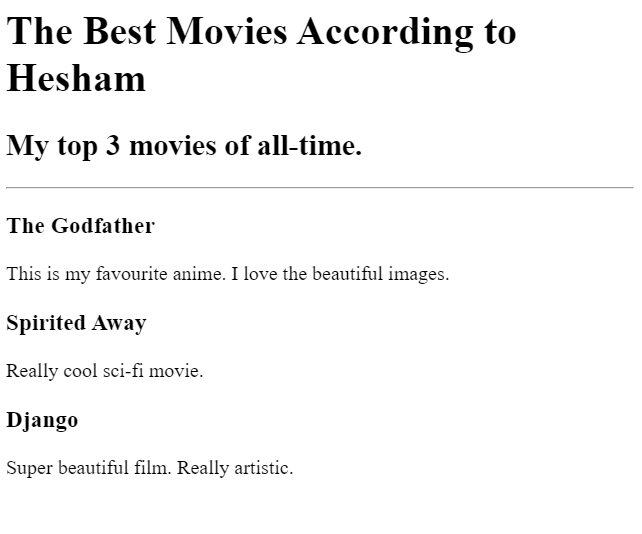 The Best Movies According to
Hesham
My top 3 movies of all-time.
The Godfather
This is my favourite anime. I love the beautiful images.
Spirited Away
Really cool sci-fi movie.
Django
Super beautiful film. Really artistic.